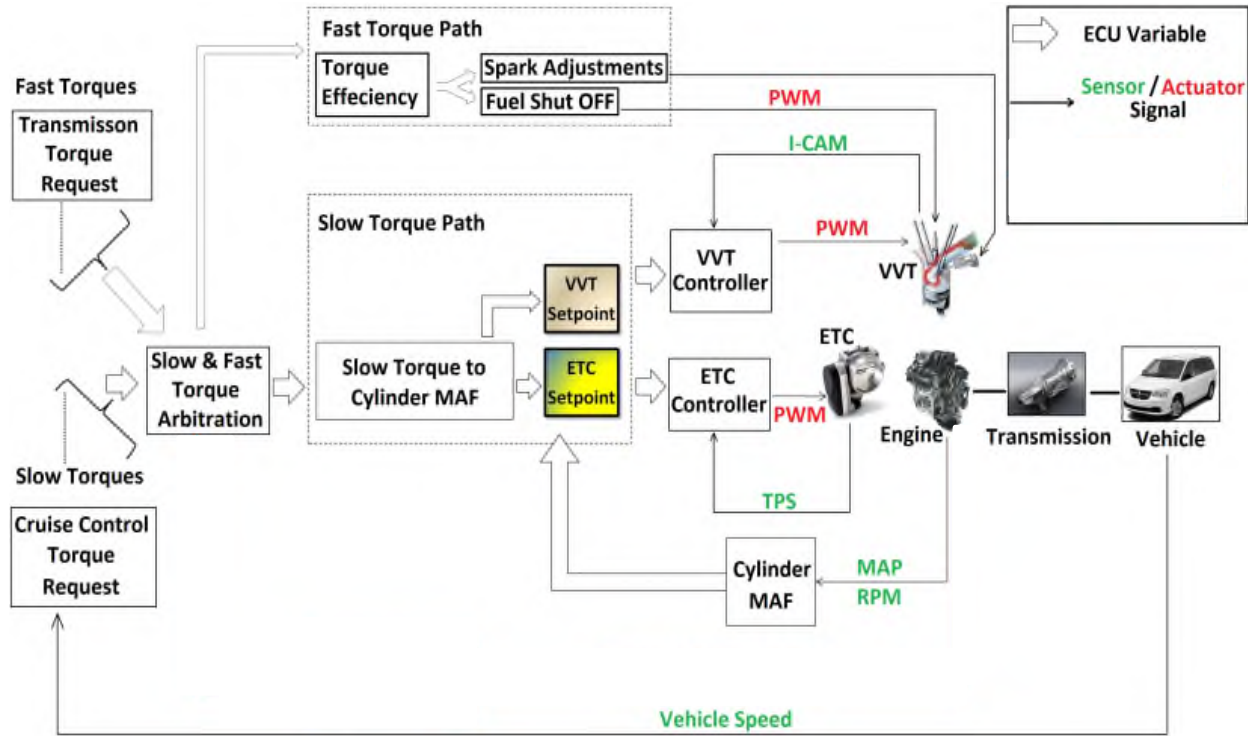 Fast Torque Path
Torque
Effeciency
Spark Adjustments
Fuel Shut OFF
PWM
I-CAM
ECU Variable
Sensor / Actuator
Signal
Fast Torques
Transmisson
Torque
Request
Slow Torque Path
VVT
Setpoint
VVT
Controller
PWM
VVT
Slow & Fast
Torque
Arbitration
Slow Torque to
Cylinder MAF
ETC
Setpoint
ETC
Controller
PWM
ETC
Engine
Transmission
Vehicle
TPS
Slow Torques
Cruise Control
Torque
Request
Cylinder
MAF
MAP
RPM
Vehicle Speed